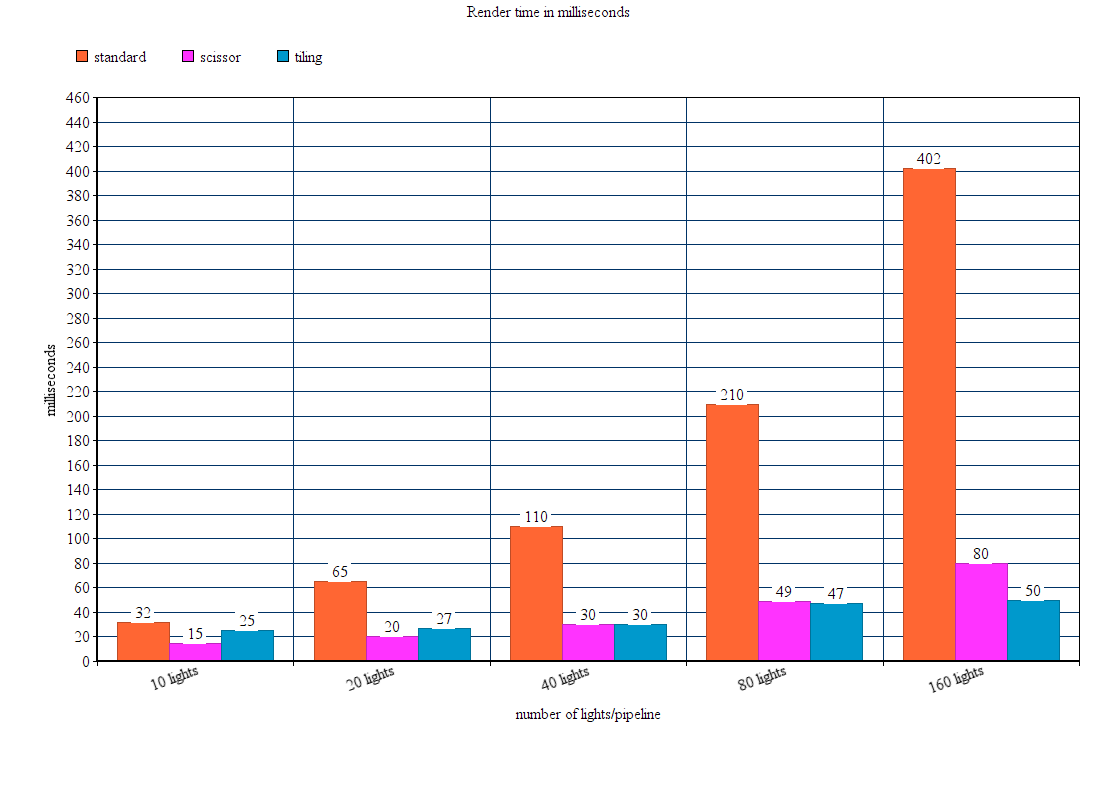 Render time in milliseconds
standard scissor tiling
460
440
420
400
380
360
340
320
300
280
260
240
220
200
180
160
140
120
100
80
60
40
20
0
milliseconds
32 15 25
65 20 27
110 30 30
210 49 47
402 80 50
10 lights 20 lights 40 lights 80 lights 160 lights
number of lights/pipeline